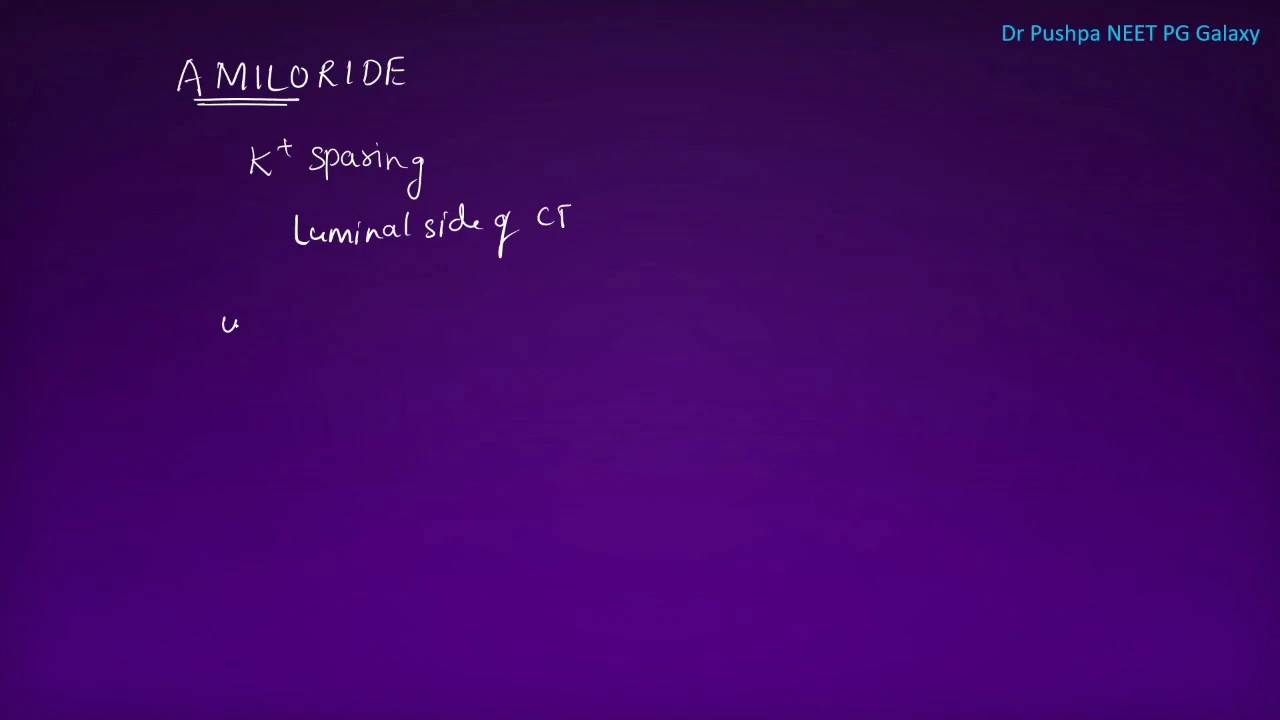 Dr Pushpa NEET PG Galaxy
AMILORIDE
K+ sparing
Luminal side of CT
u